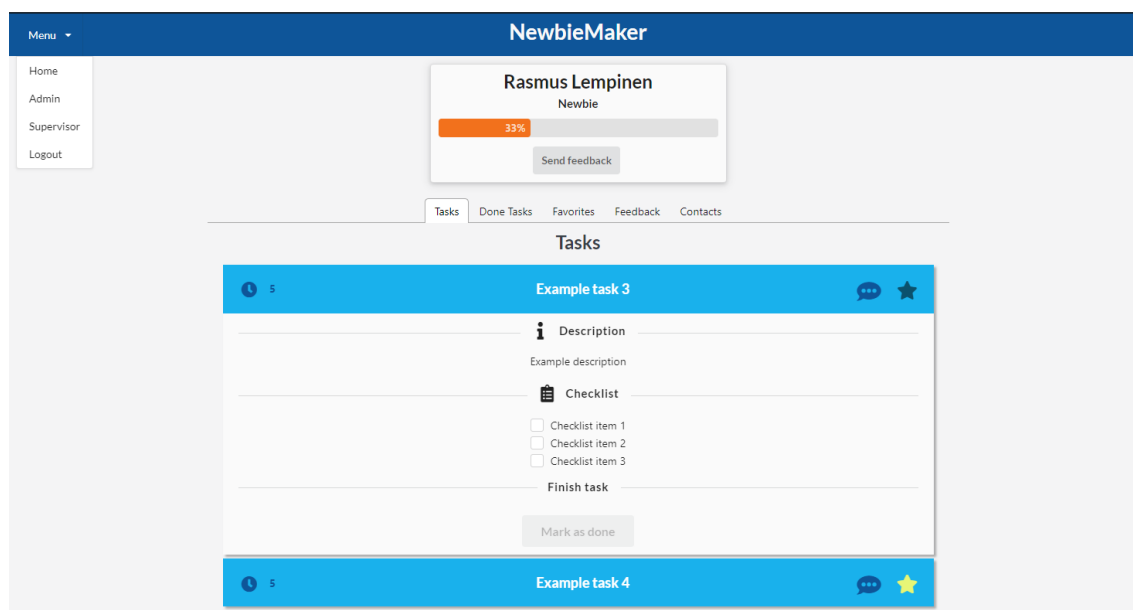 Menu
NewbieMaker
Home
Admin
Supervisor
Logout
Rasmus Lempinen
Newbie
33%
Send feedback
Tasks Done Tasks Favorites Feedback Contacts
Tasks
5 Example task 3
Description
Example description
Checklist
Checklist item 1
Checklist item 2
Checklist item 3
Finish task
Mark as done
5 Example task 4